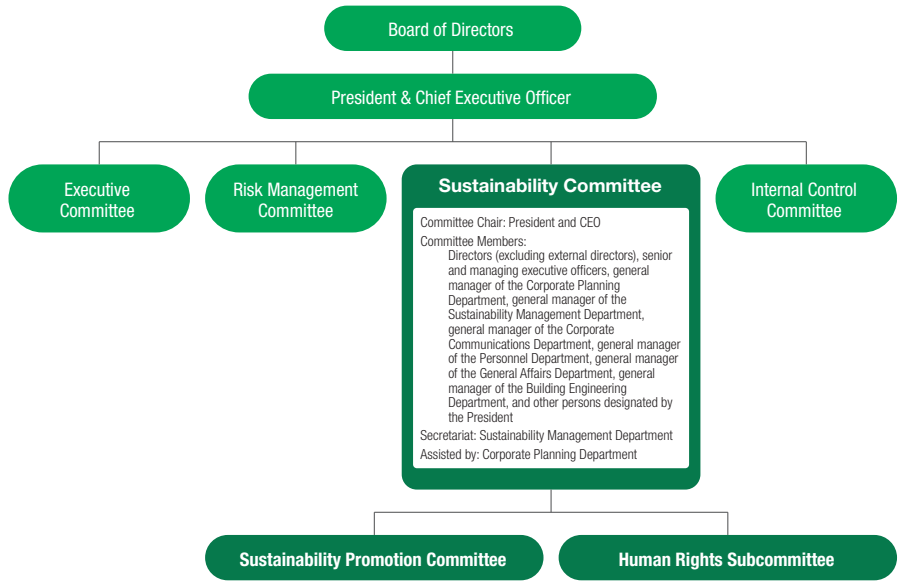 Board of Directors
President & Chief Executive Officer
Executive
Committee
Risk Management
Committee
Sustainability Committee
Committee Chair: President and CEO
Committee Members:
Directors (excluding external directors), senior
and managing executive officers, general
manager of the Corporate Planning
Department, general manager of the
Sustainability Management Department,
general manager of the Corporate
Communications Department, general manager
of the Personnel Department, general manager
of the General Affairs Department, general
manager of the Building Engineering
Department, and other persons designated by
the President
Secretariat: Sustainability Management Department
Assisted by: Corporate Planning Department
Internal Control
Committee
Sustainability Promotion Committee
Human Rights Subcommittee